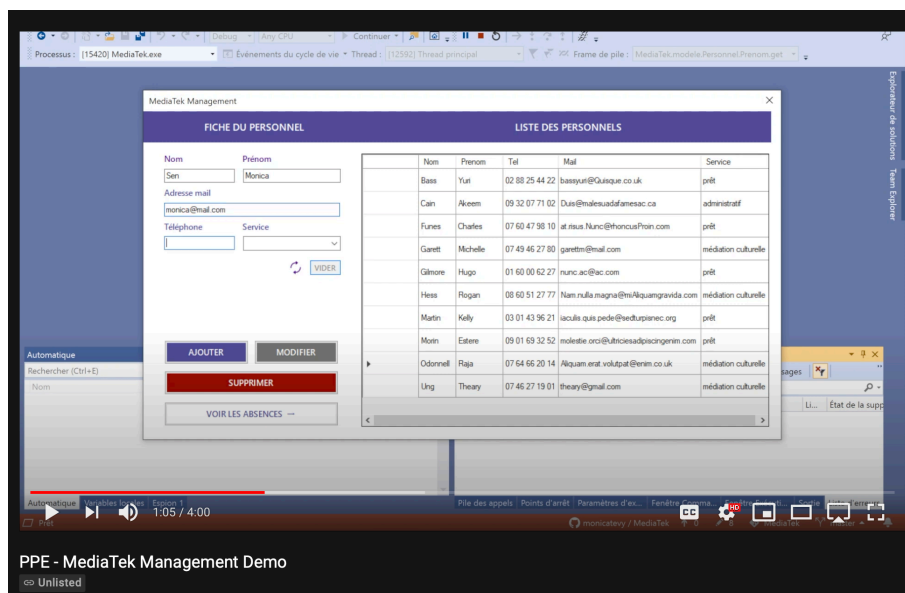 Debug Any CPU Continuer
Processus : [15420] MediaTek.exe Événements du cycle de vie Thread : [12592] Thread principal Frame de pile : MediaTek.modele.Personnel.Prenom.get
Explorateur de solutions
Team Explorer
MediaTek Management
FICHE DU PERSONNEL LISTE DES PERSONNELS
Nom Prénom
Sen Monica
Adresse mail
monica@mail.com
Téléphone Service
VIDER
AJOUTER MODIFIER
SUPPRIMER
VOIR LES ABSENCES →
Nom Prenom Tel Mail Service
Bass Yuri 02 88 25 44 22 bassyuri@Quisque.co.uk prêt
Cain Akeem 09 32 07 71 02 Duis@malesuadafamesac.ca administratif
Funes Charles 07 60 47 98 10 at.risus.Nunc@rhoncusProin.com prêt
Garett Michelle 07 49 46 27 80 garettm@mail.com médiation culturelle
Gilmore Hugo 01 60 00 62 27 nunc.ac@ac.com prêt
Hess Rogan 08 60 51 27 77 Nam.nulla.magna@miAliquamgravida.com médiation culturelle
Martin Kelly 03 01 43 96 21 iaculis.quis.pede@sedturpisnec.org prêt
Morin Estere 09 01 69 32 52 molestie.orci@ultriciesadipiscingenim.com prêt
Odonnell Raja 07 64 66 20 14 Aliquam.erat.volutpat@enim.co.uk médiation culturelle
Ung Theary 07 46 27 19 01 theary@gmail.com médiation culturelle
Automatique
Rechercher (Ctrl+E)
Nom
sages
Li... État de la supp
Automatique Variables locales Espion 1
Pile des appels Points d'arrêt Paramètres d'ex... Fenêtre Comma... Sortie
1:05 / 4:00
CC HD
Prêt
monicatevy / MediaTek 0 8 MediaTek master
PPE - MediaTek Management Demo
Unlisted